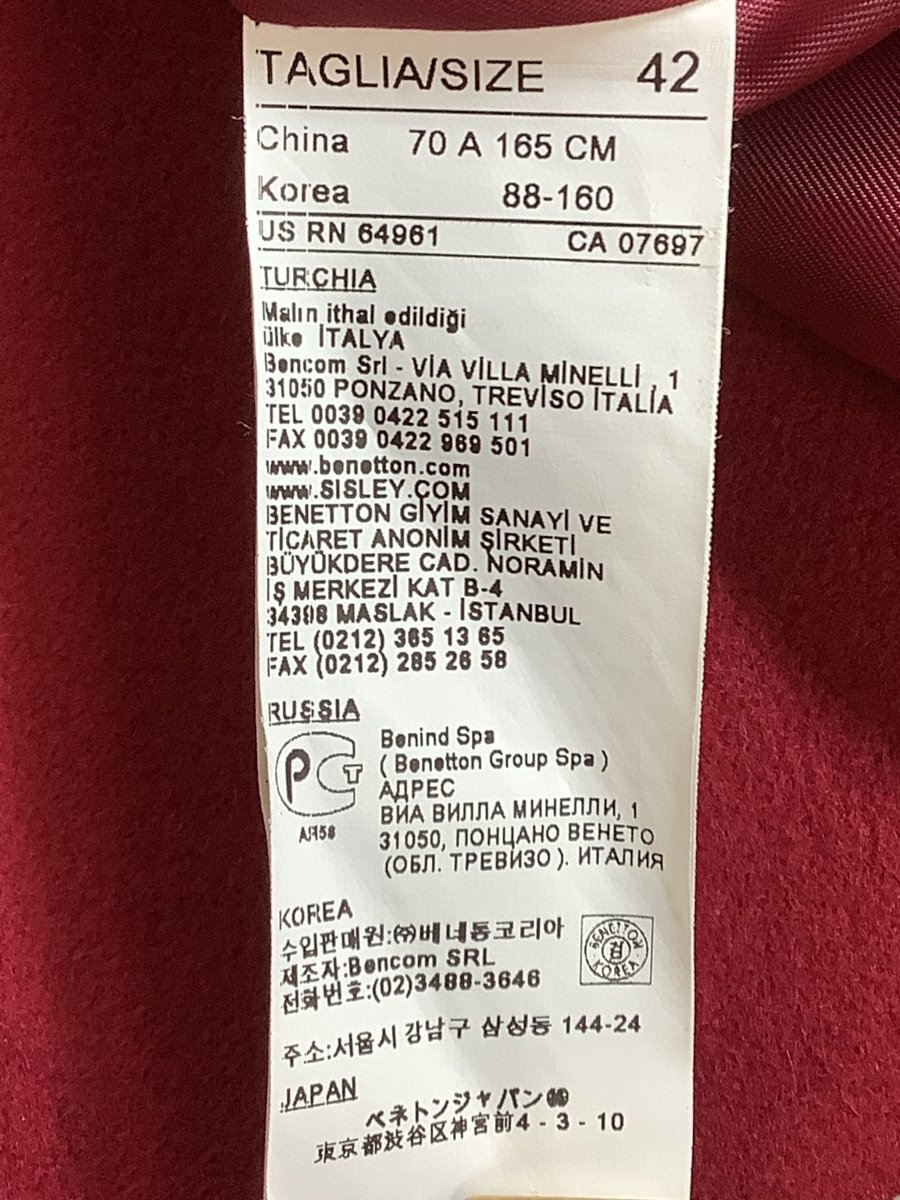 TAGLIA/SIZE 42
China 70 A 165 CM
Korea 88-160
US RN 64961 CA 07697
TURCHIA
Malın ithal edildiği
ülke İTALYA
Bencom Srl - VİA VİLLA MİNELLİ , 1
31050 PONZANO, TREVİSO İTALİA
TEL 0039 0422 515 111
FAX 0039 0422 969 501
www.benetton.com
www.SISLEY.COM
BENETTON GİYİM SANAYİ VE
TİCARET ANONİM ŞİRKETİ
BÜYÜKDERE CAD. NORAMİN
İŞ MERKEZİ KAT B-4
34398 MASLAK - İSTANBUL
TEL (0212) 365 13 65
FAX (0212) 285 26 58
RUSSIA
Benind Spa
( Benetton Group Spa )
АДРЕС
ВИА ВИЛЛА МИНЕЛЛИ, 1
31050, ПОНЦАНО ВЕНЕТО
(ОБЛ. ТРЕВИЗО ). ИТАЛИЯ
KOREA
수입판매원:㈜베네통코리아
제조자:Bencom SRL
전화번호:(02)3488-3646
BENETTON
검
KOREA
주소:서울시 강남구 삼성동 144-24
JAPAN
ベネトンジャパン㈱
東京都渋谷区神宮前4 - 3 - 10